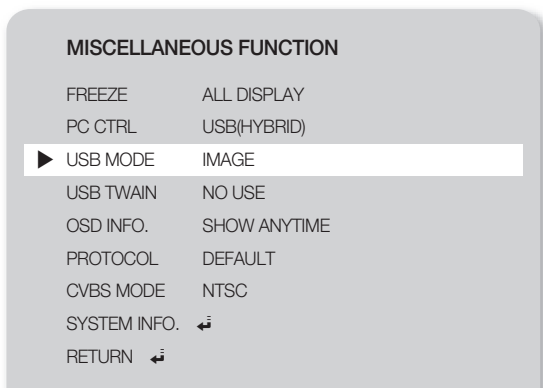 MISCELLANEOUS FUNCTION
FREEZE ALL DISPLAY
PC CTRL USB(HYBRID)
▶ USB MODE IMAGE
USB TWAIN NO USE
OSD INFO. SHOW ANYTIME
PROTOCOL DEFAULT
CVBS MODE NTSC
SYSTEM INFO. ↵
RETURN ↵